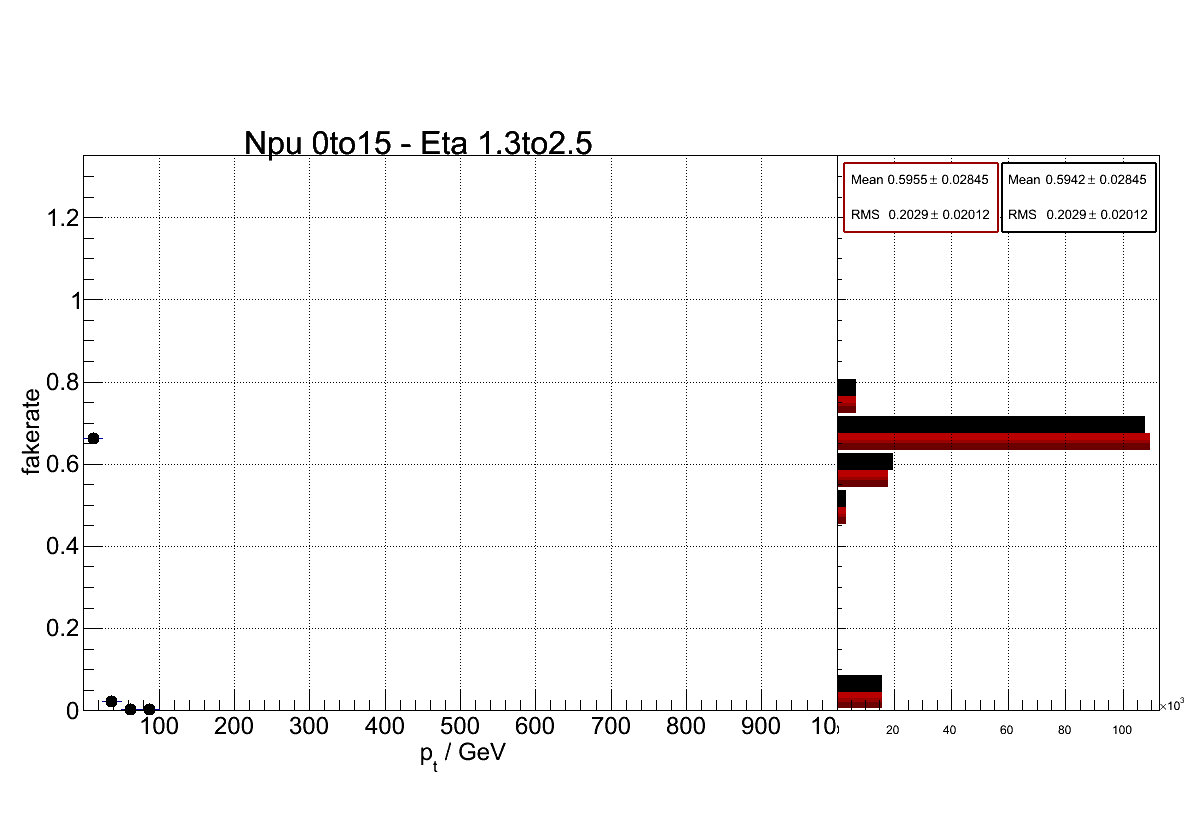 Npu 0to15 - Eta 1.3to2.5
Mean 0.5955 ± 0.02845
RMS 0.2029 ± 0.02012
Mean 0.5942 ± 0.02845
RMS 0.2029 ± 0.02012
fakerate
1.2
1
0.8
0.6
0.4
0.2
0
100 200 300 400 500 600 700 800 900 10
20 40 60 80 100
×10³
p_t / GeV